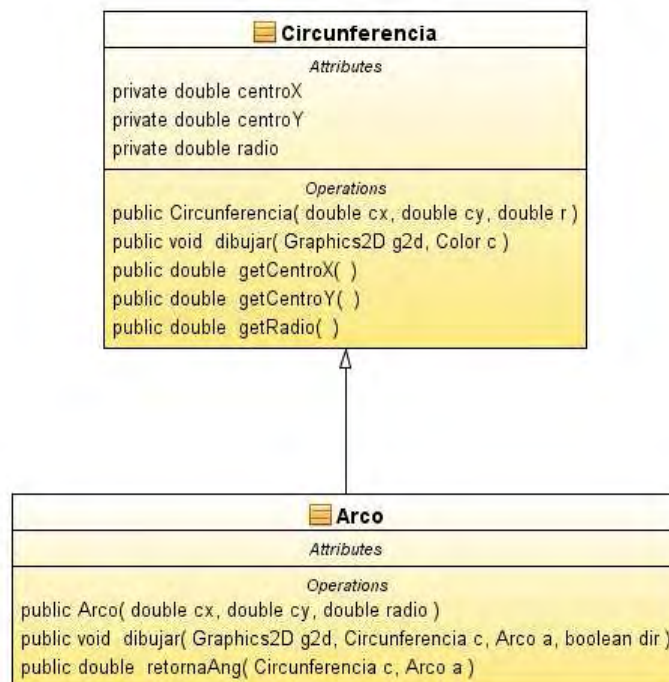 Circunferencia
Attributes
private double centroX
private double centroY
private double radio
Operations
public Circunferencia( double cx, double cy, double r )
public void dibujar( Graphics2D g2d, Color c )
public double getCentroX( )
public double getCentroY( )
public double getRadio( )
Arco
Attributes
Operations
public Arco( double cx, double cy, double radio )
public void dibujar( Graphics2D g2d, Circunferencia c, Arco a, boolean dir )
public double retornaAng( Circunferencia c, Arco a )